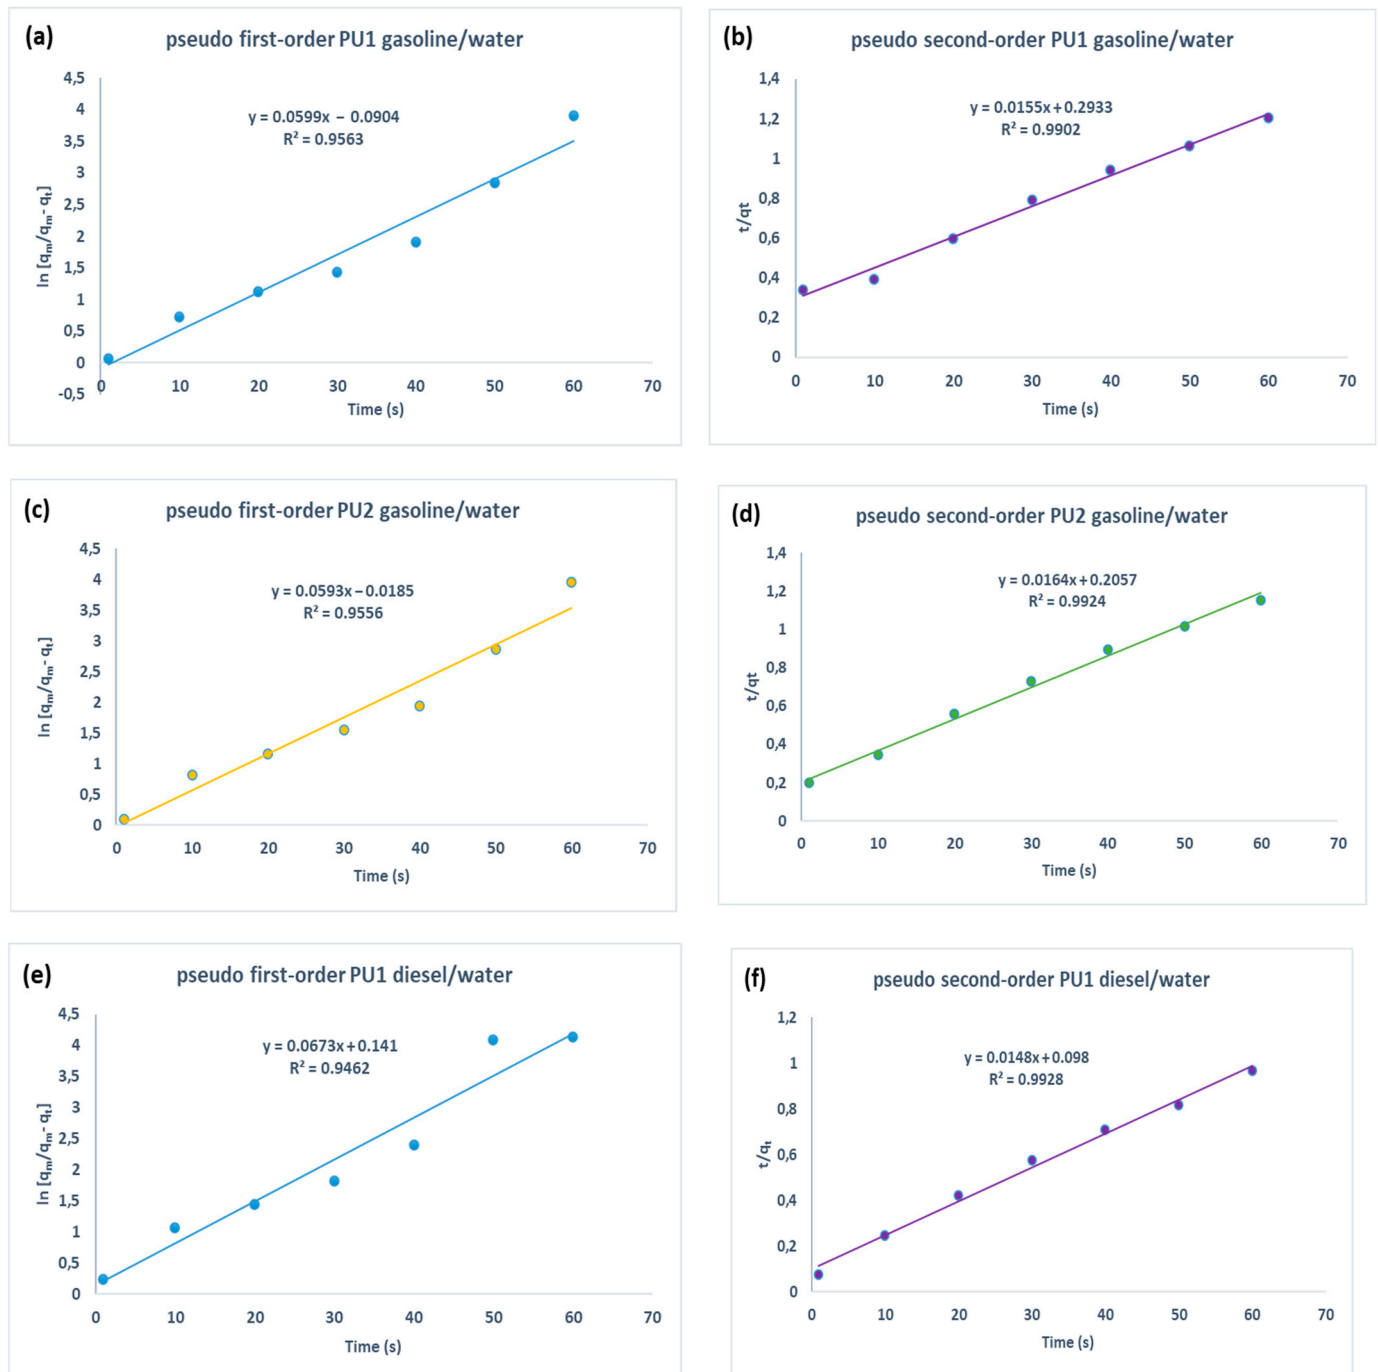 (a)
pseudo first-order PU1 gasoline/water
y = 0.0599x – 0.0904
R² = 0.9563
ln [qm/qm- qt]
4,5
4
3,5
3
2,5
2
1,5
1
0,5
0
-0,5
0 10 20 30 40 50 60 70
Time (s)
(b)
pseudo second-order PU1 gasoline/water
y = 0.0155x+0.2933
R² = 0.9902
t/qt
1,4
1,2
1
0,8
0,6
0,4
0,2
0
0 10 20 30 40 50 60 70
Time (s)
(c)
pseudo first-order PU2 gasoline/water
y = 0.0593x–0.0185
R² = 0.9556
ln [qm/qm- qt]
4,5
4
3,5
3
2,5
2
1,5
1
0,5
0
0 10 20 30 40 50 60 70
Time (s)
(d)
pseudo second-order PU2 gasoline/water
y = 0.0164x+0.2057
R² = 0.9924
t/qt
1,4
1,2
1
0,8
0,6
0,4
0,2
0
0 10 20 30 40 50 60 70
Time (s)
(e)
pseudo first-order PU1 diesel/water
y = 0.0673x+0.141
R² = 0.9462
ln [qm/qm- qt]
4,5
4
3,5
3
2,5
2
1,5
1
0,5
0
0 10 20 30 40 50 60 70
Time (s)
(f)
pseudo second-order PU1 diesel/water
y = 0.0148x+0.098
R² = 0.9928
t/qt
1,2
1
0,8
0,6
0,4
0,2
0
0 10 20 30 40 50 60 70
Time (s)